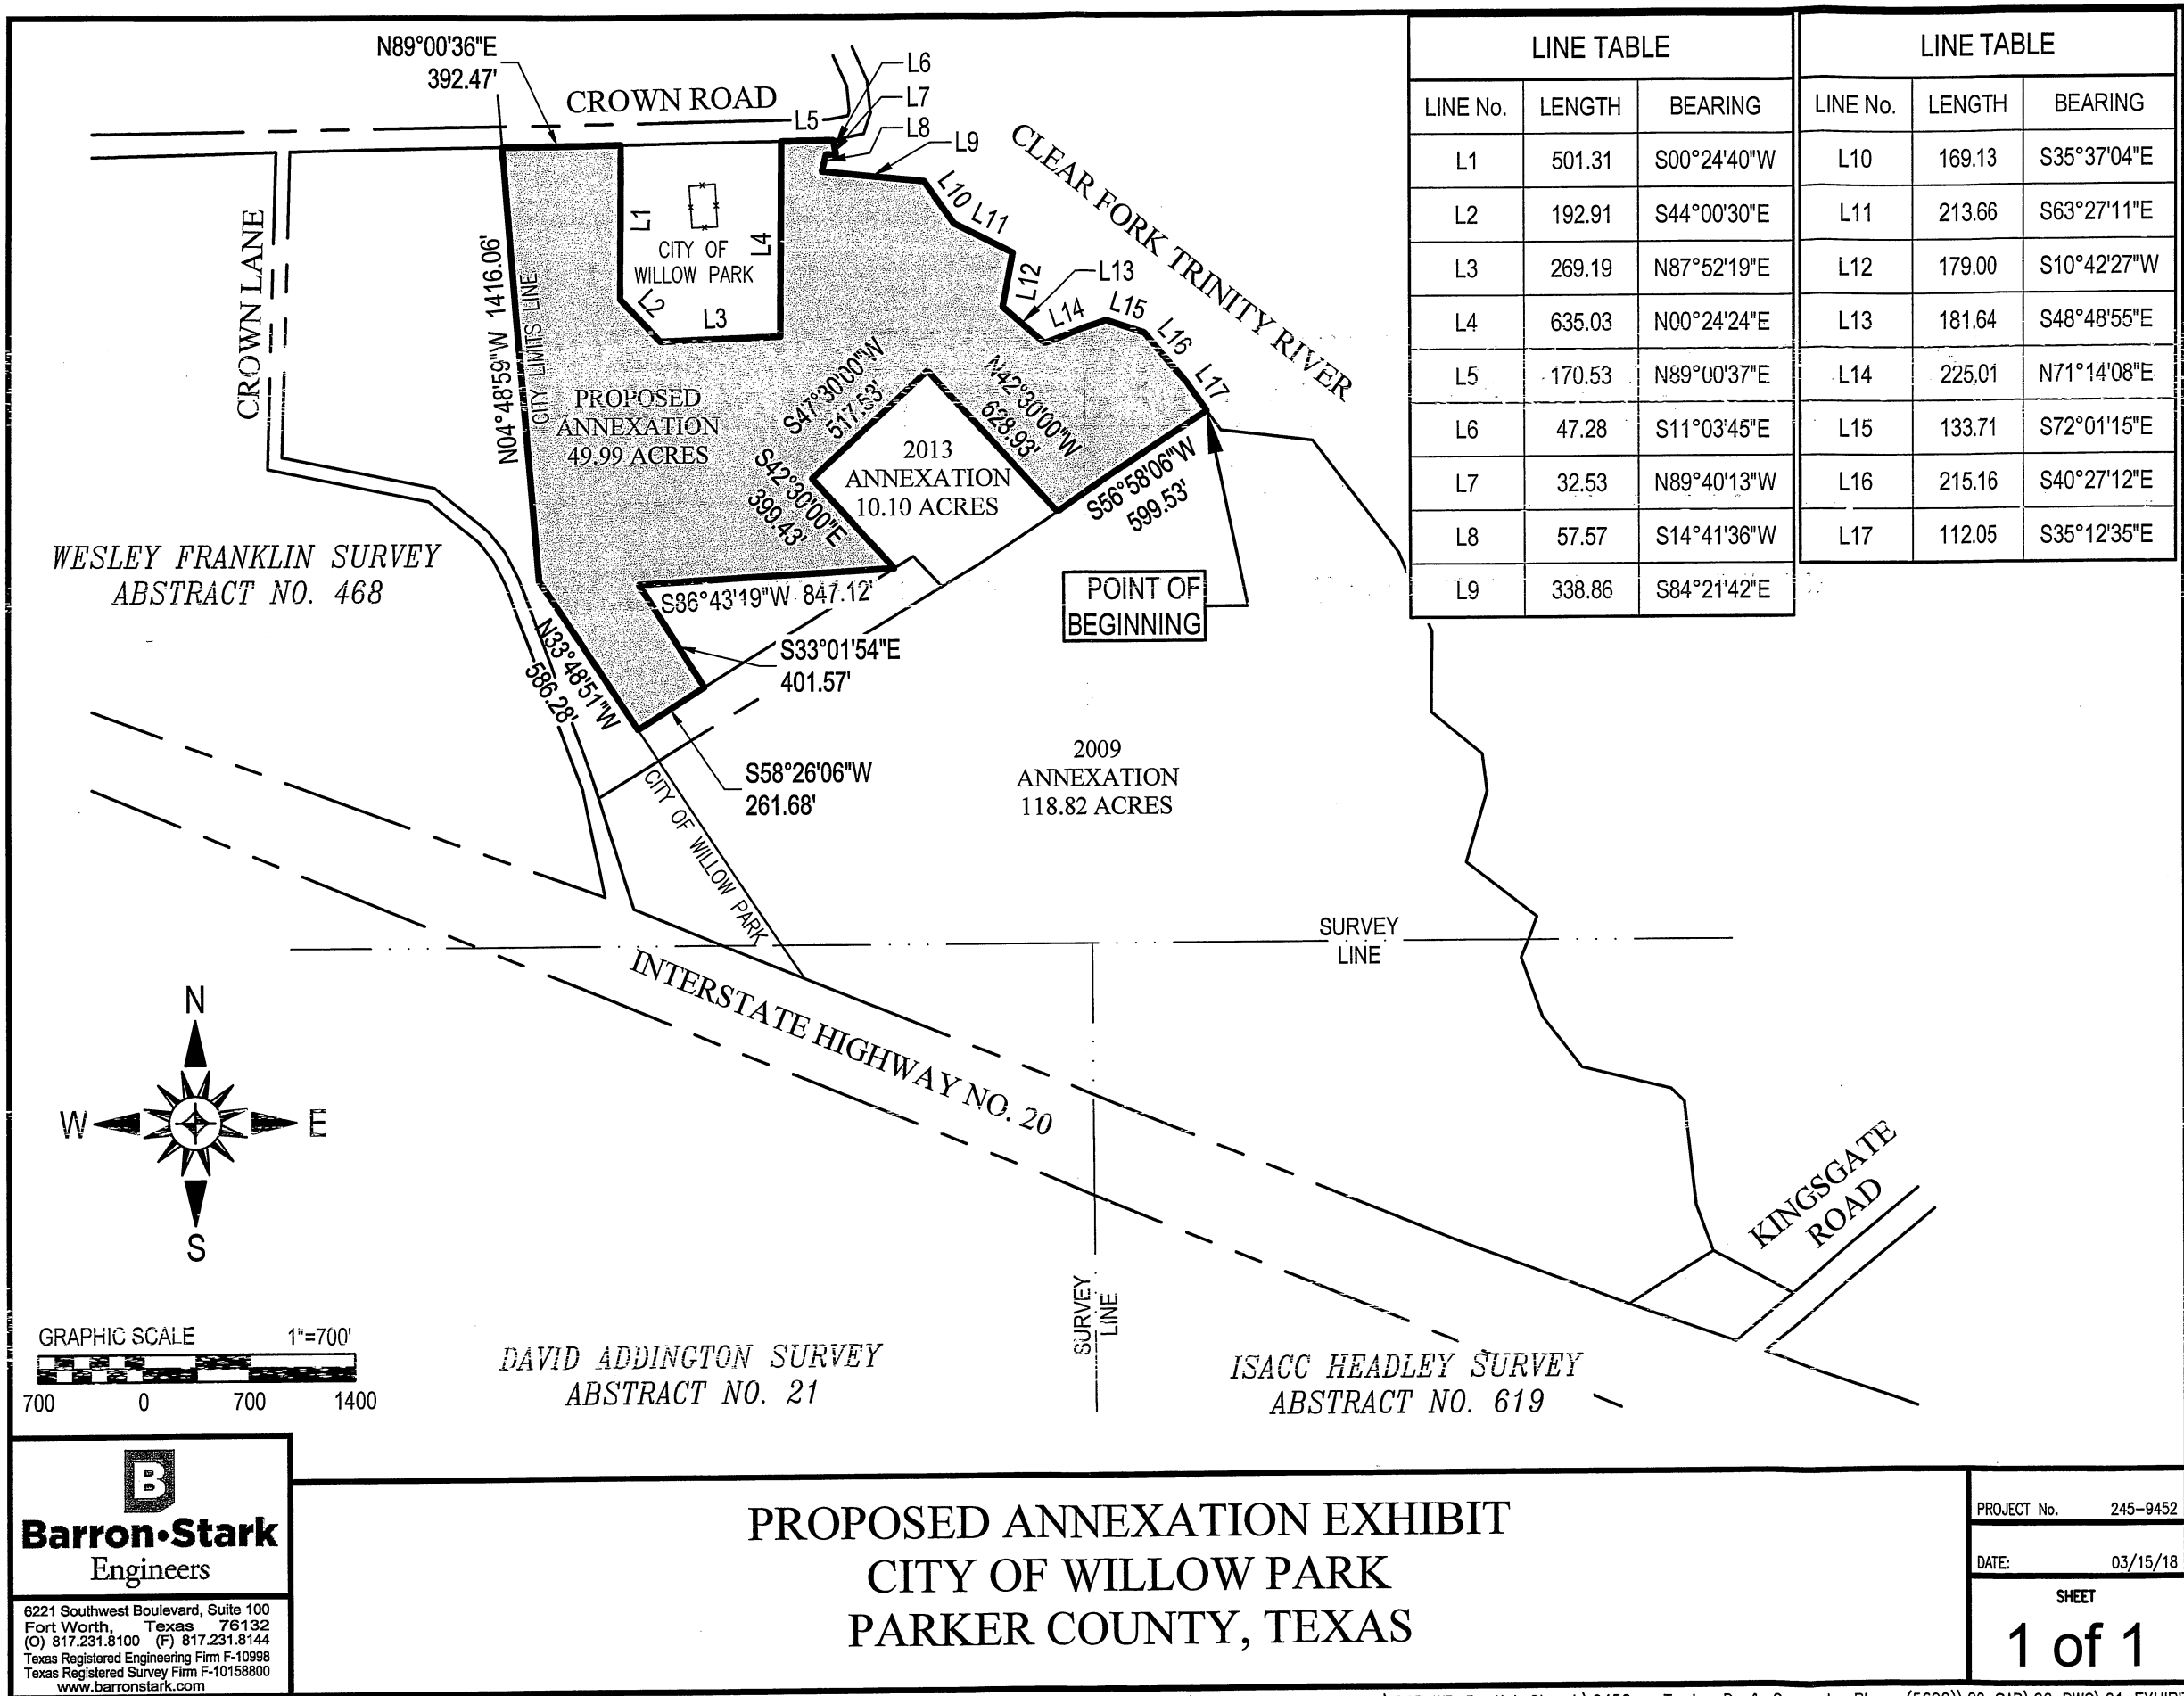 N89°00'36"E
392.47'
CROWN ROAD
L5
L6
L7
L8
L9
L10
L11
L12
L13
L14
L15
L16
L17
CLEAR FORK TRINITY RIVER
CROWN LANE
N04°48'59"W 1416.06'
CITY LIMITS LINE
L1
CITY OF
WILLOW PARK
L4
L2
L3
PROPOSED
ANNEXATION
49.99 ACRES
S47°30'00"W
517.53'
N42°30'00"W
628.93'
S42°30'00"E
399.43'
2013
ANNEXATION
10.10 ACRES
S56°58'06"W
599.53'
POINT OF
BEGINNING
WESLEY FRANKLIN SURVEY
ABSTRACT NO. 468
S86°43'19"W 847.12'
N33°48'51"W
586.28'
S33°01'54"E
401.57'
S58°26'06"W
261.68'
CITY OF WILLOW PARK
2009
ANNEXATION
118.82 ACRES
SURVEY
LINE
INTERSTATE HIGHWAY NO. 20
SURVEY
LINE
KINGSGATE
ROAD
N
W E
S
GRAPHIC SCALE 1"=700'
700 0 700 1400
DAVID ADDINGTON SURVEY
ABSTRACT NO. 21
ISACC HEADLEY SURVEY
ABSTRACT NO. 619
LINE TABLE
LINE No. LENGTH BEARING
L1 501.31 S00°24'40"W
L2 192.91 S44°00'30"E
L3 269.19 N87°52'19"E
L4 635.03 N00°24'24"E
L5 170.53 N89°00'37"E
L6 47.28 S11°03'45"E
L7 32.53 N89°40'13"W
L8 57.57 S14°41'36"W
L9 338.86 S84°21'42"E
LINE TABLE
LINE No. LENGTH BEARING
L10 169.13 S35°37'04"E
L11 213.66 S63°27'11"E
L12 179.00 S10°42'27"W
L13 181.64 S48°48'55"E
L14 225.01 N71°14'08"E
L15 133.71 S72°01'15"E
L16 215.16 S40°27'12"E
L17 112.05 S35°12'35"E
B
Barron•Stark
Engineers
6221 Southwest Boulevard, Suite 100
Fort Worth, Texas 76132
(O) 817.231.8100 (F) 817.231.8144
Texas Registered Engineering Firm F-10998
Texas Registered Survey Firm F-10158800
www.barronstark.com
PROPOSED ANNEXATION EXHIBIT
CITY OF WILLOW PARK
PARKER COUNTY, TEXAS
PROJECT No. 245-9452
DATE: 03/15/18
SHEET
1 of 1